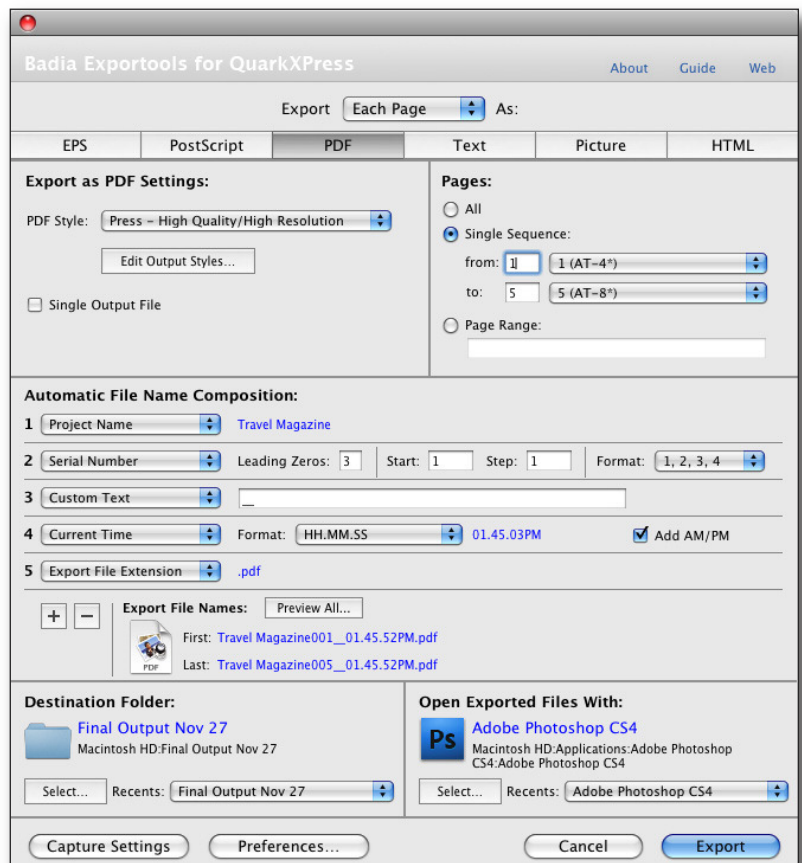 Badia Exportools for QuarkXPress
About Guide Web
Export Each Page As:
EPS PostScript PDF Text Picture HTML
Export as PDF Settings:
PDF Style: Press – High Quality/High Resolution
Edit Output Styles...
Single Output File
Pages:
All
Single Sequence:
from: 1 1 (AT-4*)
to: 5 5 (AT-8*)
Page Range:
Automatic File Name Composition:
1 Project Name Travel Magazine
2 Serial Number Leading Zeros: 3 Start: 1 Step: 1 Format: 1, 2, 3, 4
3 Custom Text __
4 Current Time Format: HH.MM.SS 01.45.03PM Add AM/PM
5 Export File Extension .pdf
+ − Export File Names: Preview All...
PDF
First: Travel Magazine001__01.45.52PM.pdf
Last: Travel Magazine005__01.45.52PM.pdf
Destination Folder:
Final Output Nov 27
Macintosh HD:Final Output Nov 27
Select... Recents: Final Output Nov 27
Open Exported Files With:
Ps
Adobe Photoshop CS4
Macintosh HD:Applications:Adobe Photoshop
CS4:Adobe Photoshop CS4
Select... Recents: Adobe Photoshop CS4
Capture Settings Preferences... Cancel Export